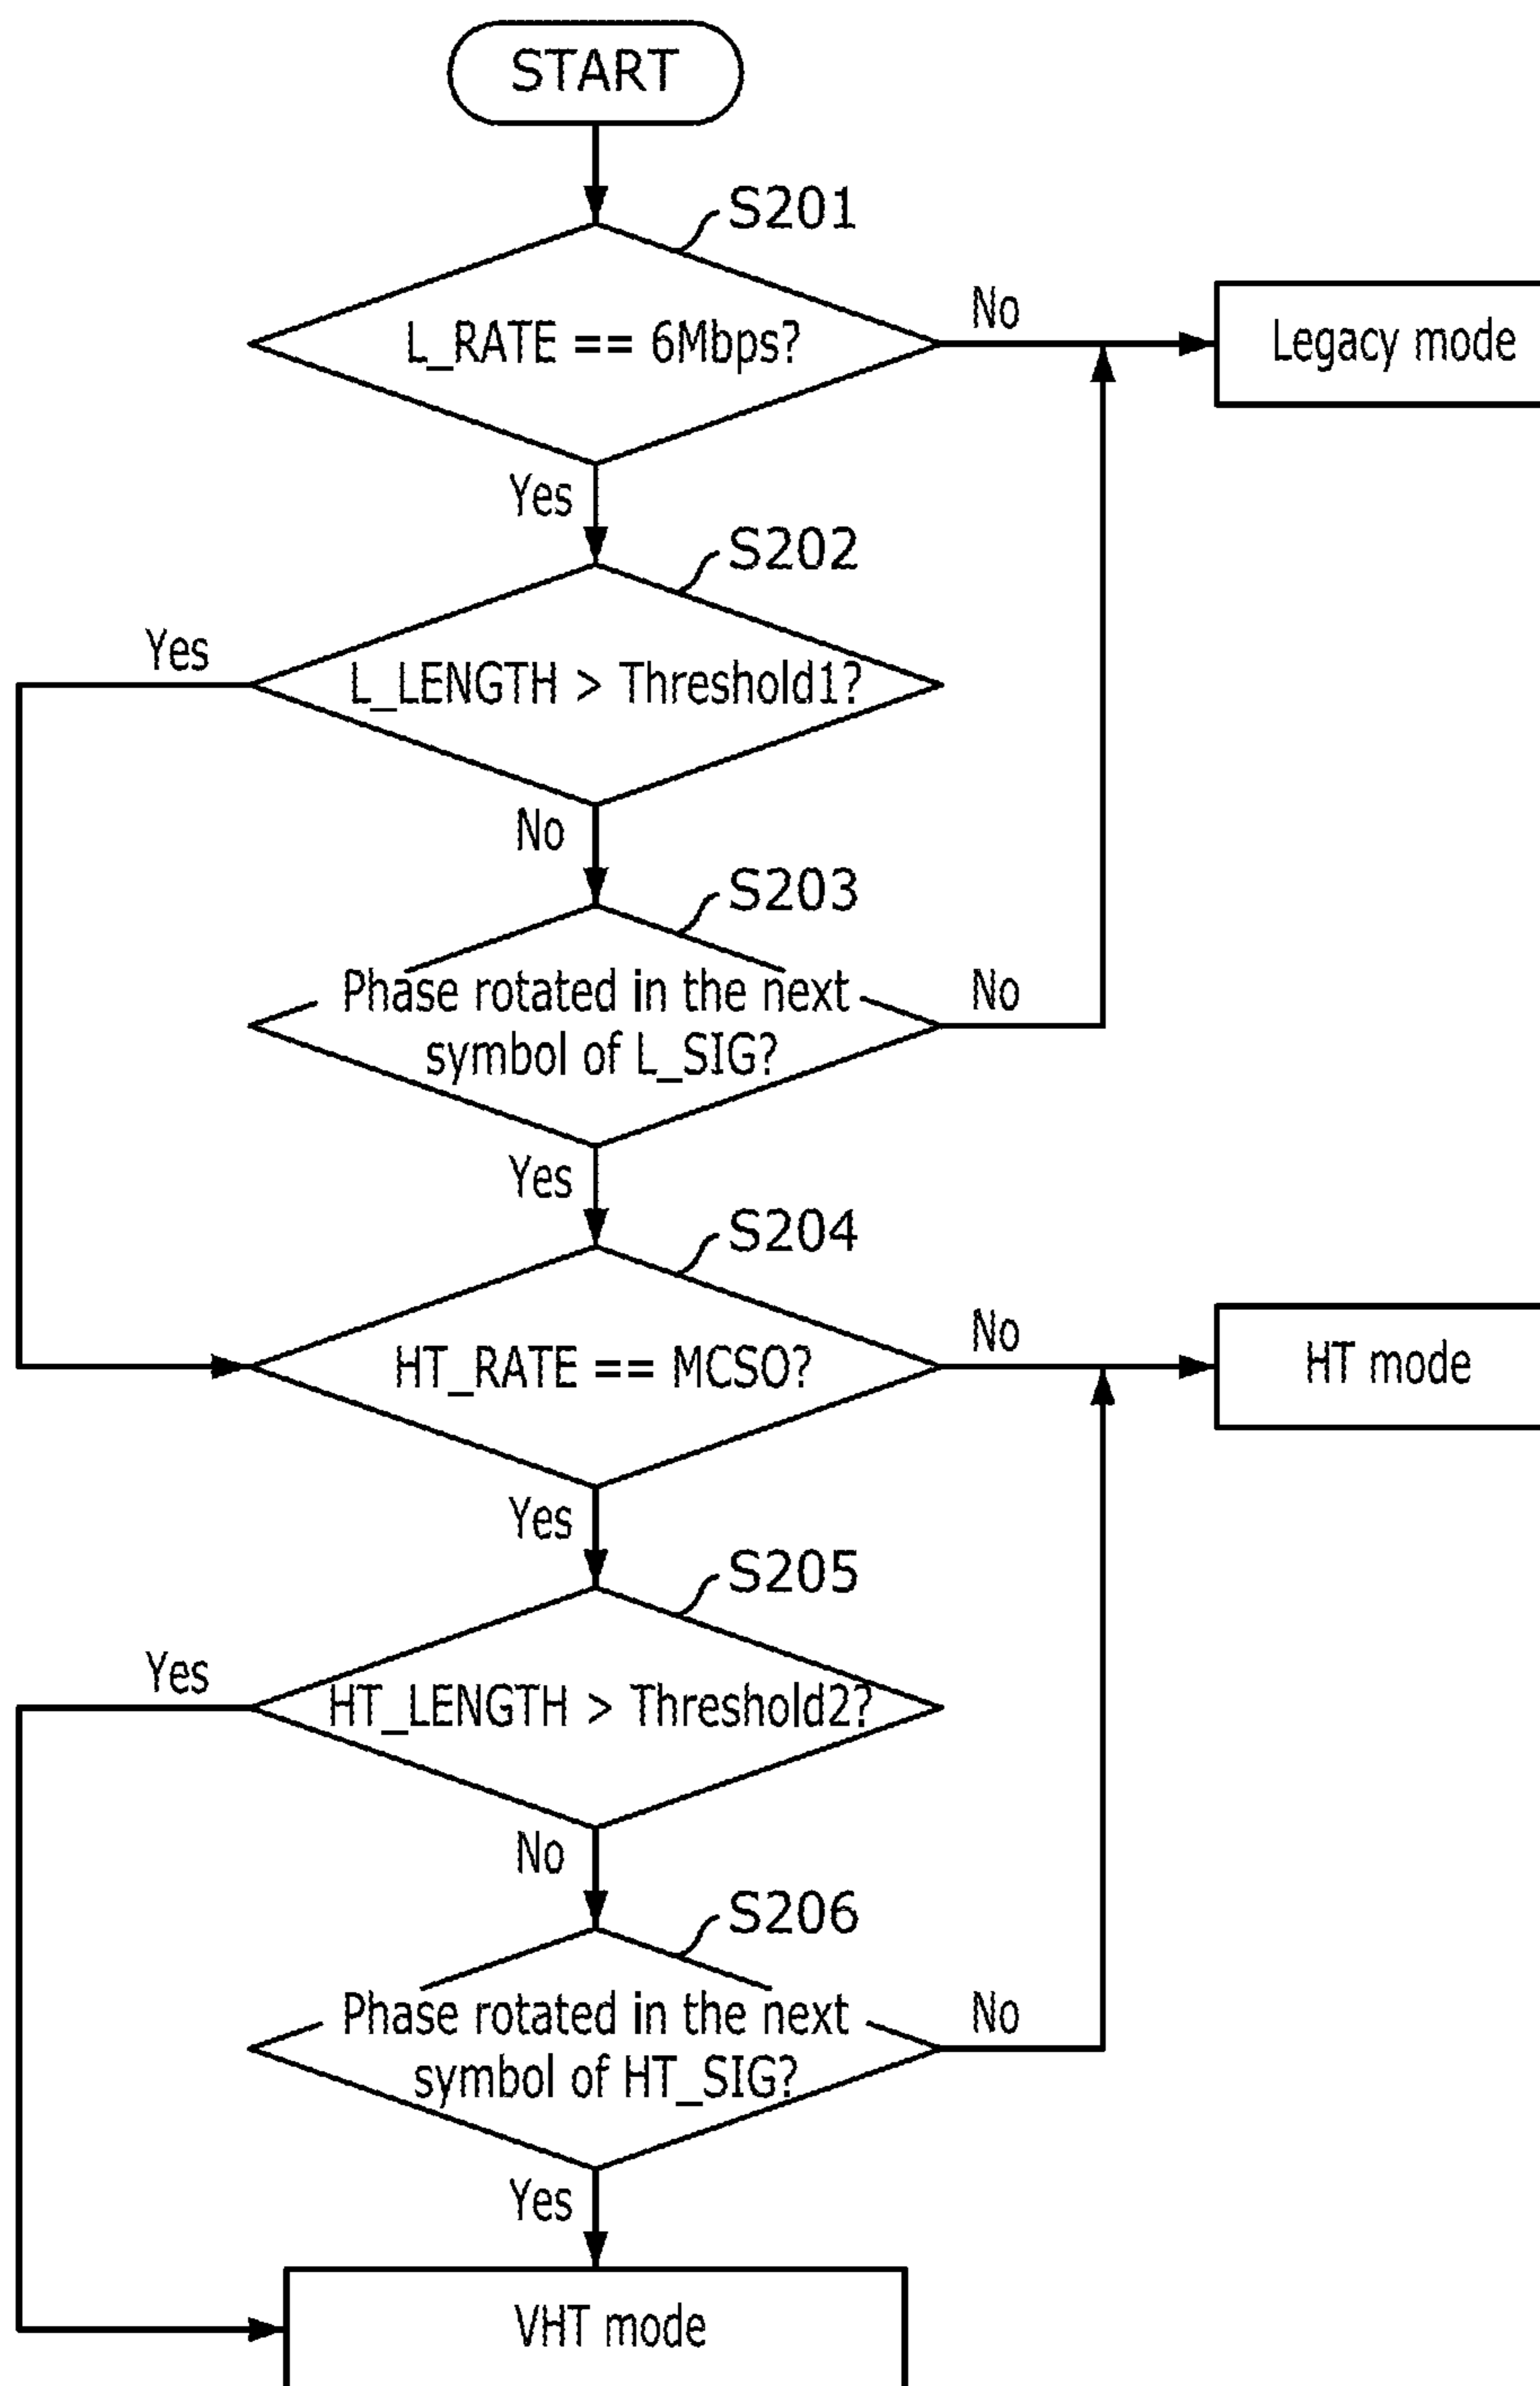 START
S201
L_RATE == 6Mbps?
No
Legacy mode
Yes
S202
Yes
L_LENGTH > Threshold1?
No
S203
Phase rotated in the next
symbol of L_SIG?
No
Yes
S204
HT_RATE == MCSO?
No
HT mode
Yes
S205
Yes
HT_LENGTH > Threshold2?
No
S206
Phase rotated in the next
symbol of HT_SIG?
No
Yes
VHT mode